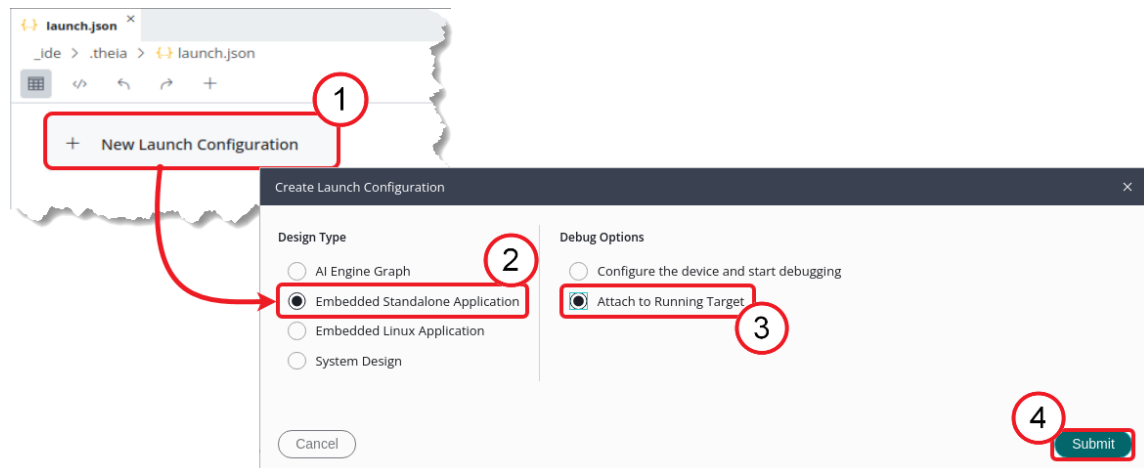 launch.json ×
_ide > .theia > launch.json
1
+ New Launch Configuration
Create Launch Configuration
Design Type
2
AI Engine Graph
Embedded Standalone Application
Embedded Linux Application
System Design
Debug Options
Configure the device and start debugging
Attach to Running Target
3
4
Cancel
Submit